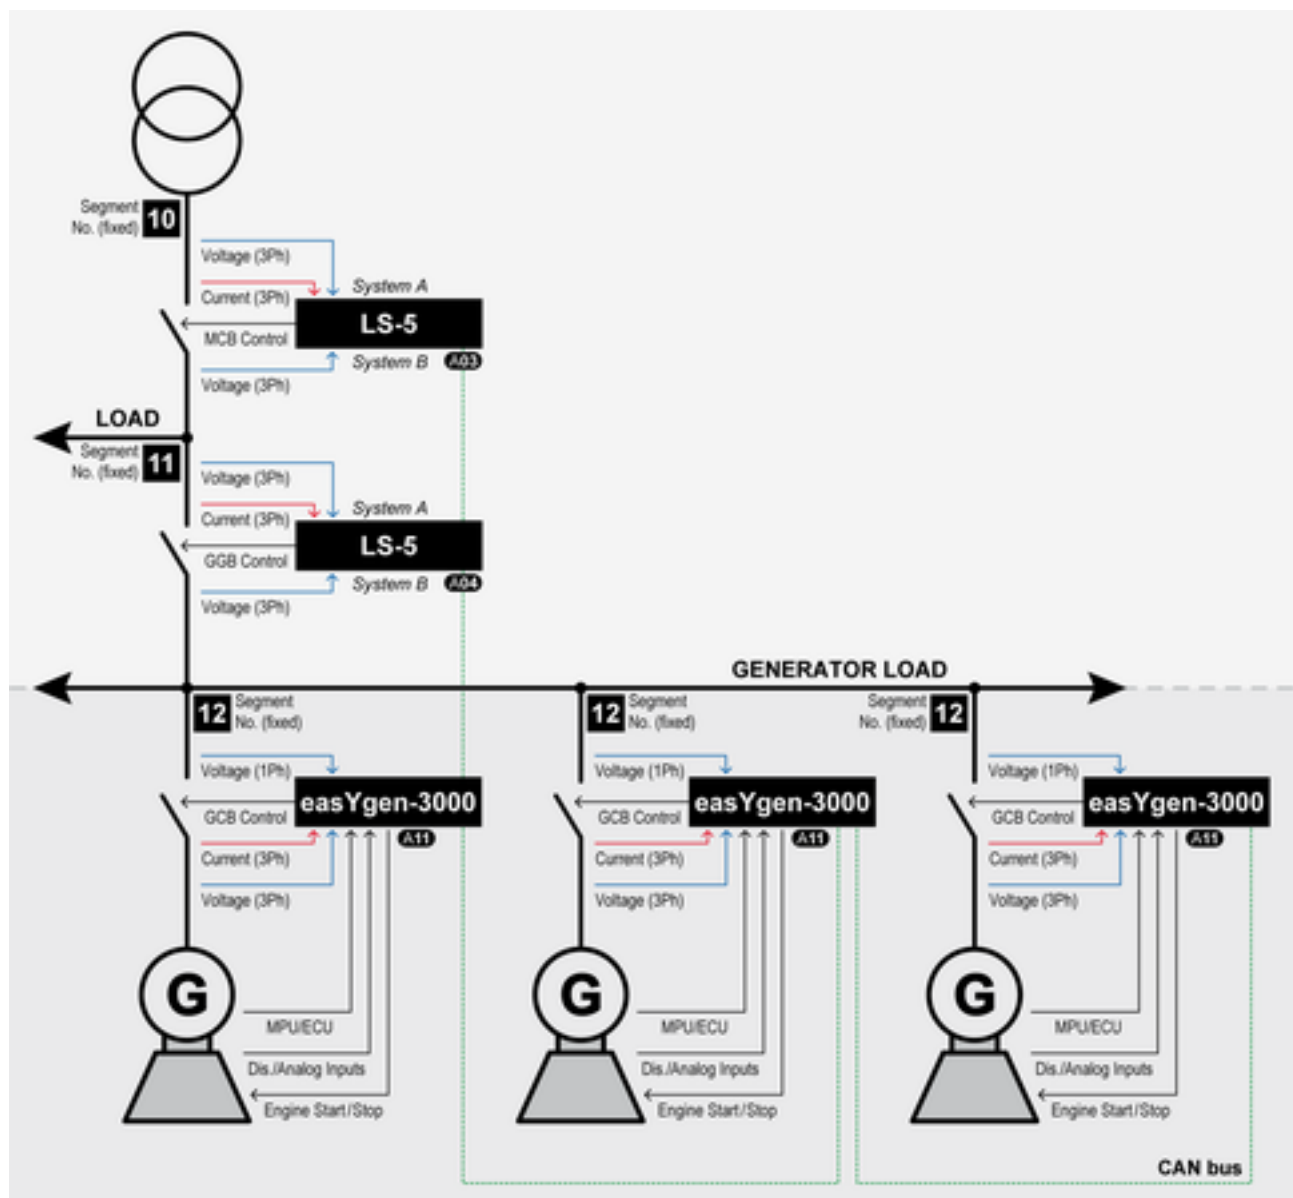 Segment
No. (fixed)
10
Voltage (3Ph)
Current (3Ph)
System A
LS-5
MCB Control
System B
A03
Voltage (3Ph)
LOAD
Segment
No. (fixed)
11
Voltage (3Ph)
Current (3Ph)
System A
LS-5
GGB Control
System B
A04
Voltage (3Ph)
GENERATOR LOAD
12
Segment
No. (fixed)
12
Segment
No. (fixed)
Segment
No. (fixed)
12
Voltage (1Ph)
easYgen-3000
GCB Control
A11
Current (3Ph)
Voltage (3Ph)
G
MPU/ECU
Dis./Analog Inputs
Engine Start/Stop
Voltage (1Ph)
easYgen-3000
GCB Control
A11
Current (3Ph)
Voltage (3Ph)
G
MPU/ECU
Dis./Analog Inputs
Engine Start/Stop
Voltage (1Ph)
easYgen-3000
GCB Control
A11
Current (3Ph)
Voltage (3Ph)
G
MPU/ECU
Dis./Analog Inputs
Engine Start/Stop
CAN bus